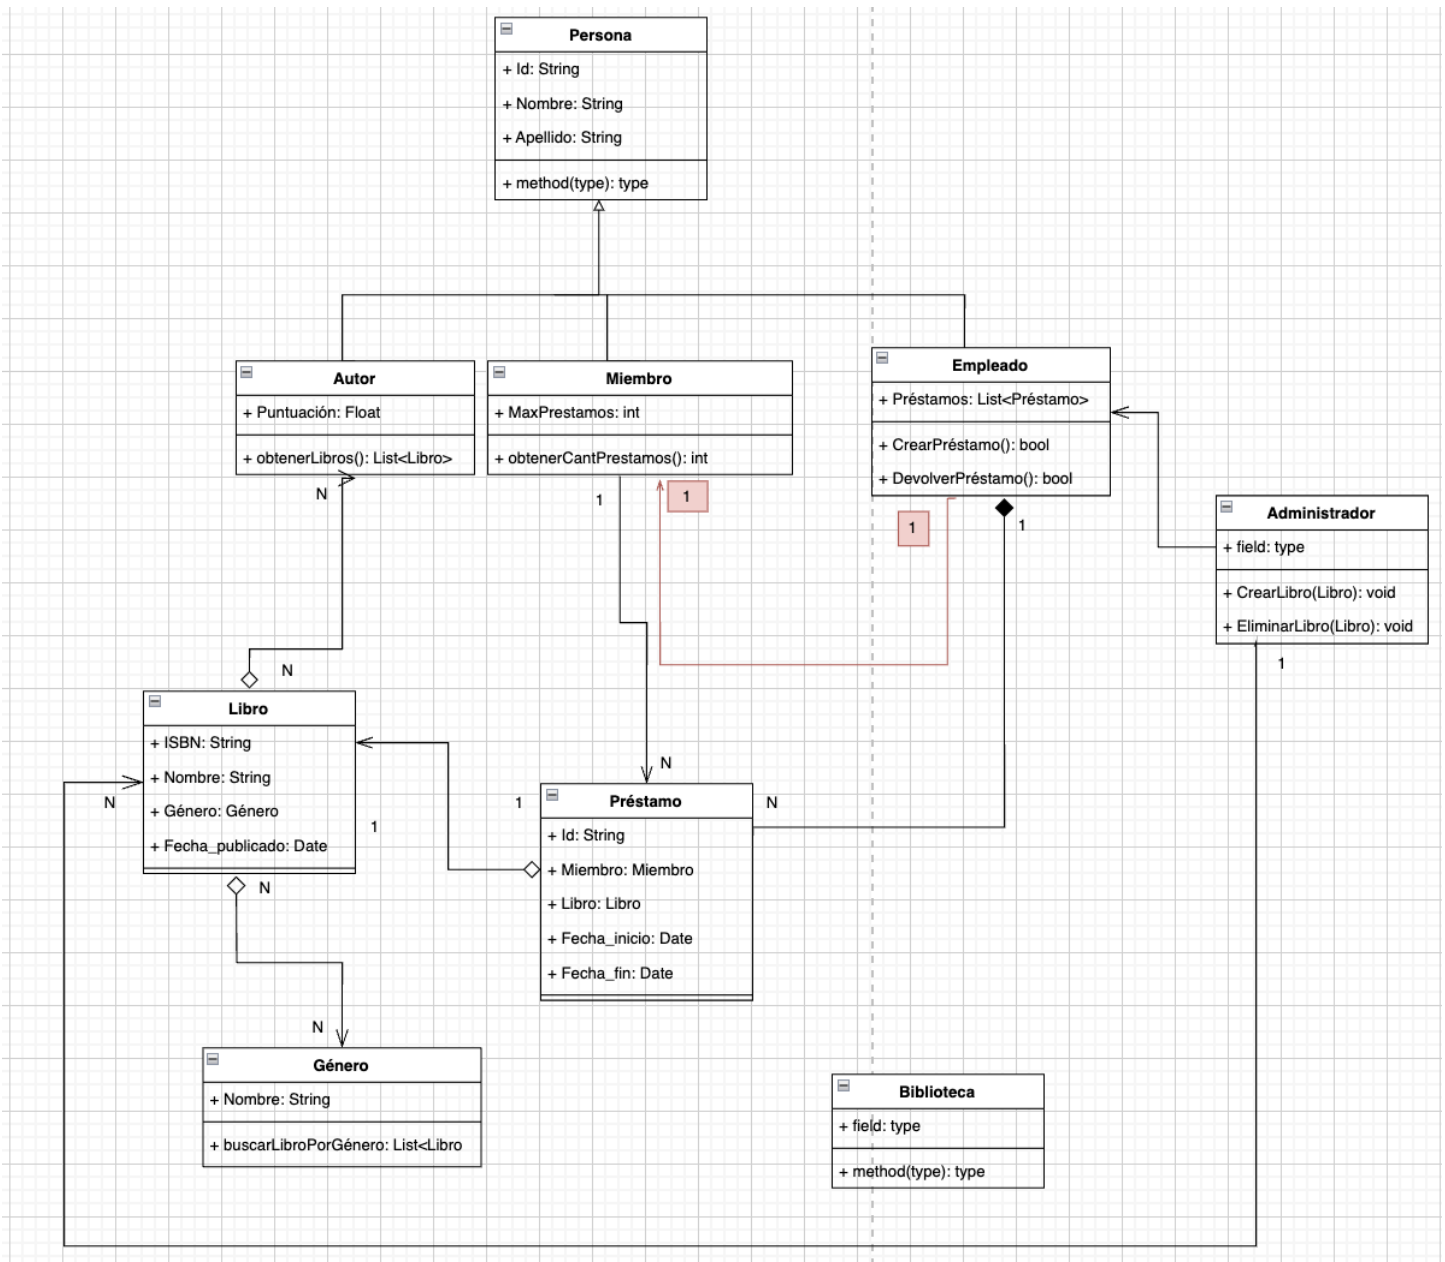 Persona
+ Id: String
+ Nombre: String
+ Apellido: String
+ method(type): type
Autor
+ Puntuación: Float
+ obtenerLibros(): List<Libro>
N
Miembro
+ MaxPrestamos: int
+ obtenerCantPrestamos(): int
1
1
Empleado
+ Préstamos: List<Préstamo>
+ CrearPréstamo(): bool
+ DevolverPréstamo(): bool
1
1
Administrador
+ field: type
+ CrearLibro(Libro): void
+ EliminarLibro(Libro): void
1
N
Libro
+ ISBN: String
+ Nombre: String
+ Género: Género
+ Fecha_publicado: Date
N
1
N
N
1
Préstamo
+ Id: String
+ Miembro: Miembro
+ Libro: Libro
+ Fecha_inicio: Date
+ Fecha_fin: Date
N
N
Género
+ Nombre: String
+ buscarLibroPorGénero: List<Libro
Biblioteca
+ field: type
+ method(type): type